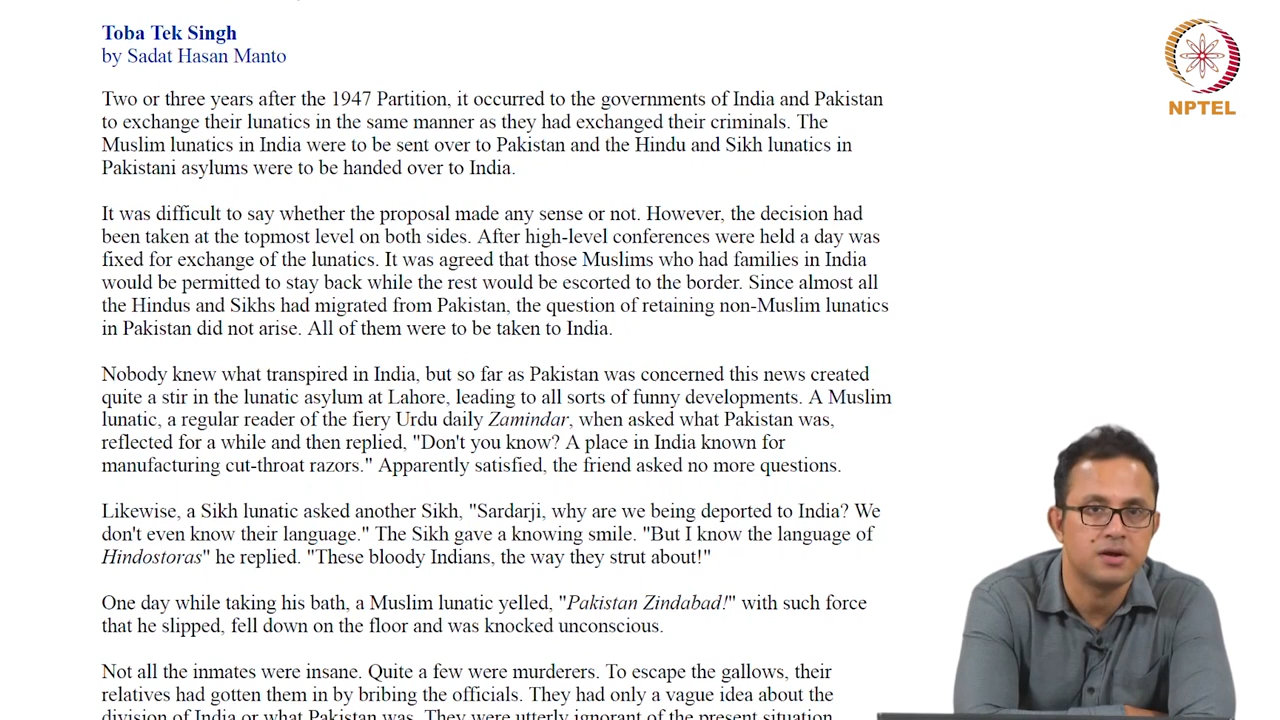 Toba Tek Singh
by Sadat Hasan Manto
Two or three years after the 1947 Partition, it occurred to the governments of India and Pakistan
to exchange their lunatics in the same manner as they had exchanged their criminals. The
Muslim lunatics in India were to be sent over to Pakistan and the Hindu and Sikh lunatics in
Pakistani asylums were to be handed over to India.
It was difficult to say whether the proposal made any sense or not. However, the decision had
been taken at the topmost level on both sides. After high-level conferences were held a day was
fixed for exchange of the lunatics. It was agreed that those Muslims who had families in India
would be permitted to stay back while the rest would be escorted to the border. Since almost all
the Hindus and Sikhs had migrated from Pakistan, the question of retaining non-Muslim lunatics
in Pakistan did not arise. All of them were to be taken to India.
Nobody knew what transpired in India, but so far as Pakistan was concerned this news created
quite a stir in the lunatic asylum at Lahore, leading to all sorts of funny developments. A Muslim
lunatic, a regular reader of the fiery Urdu daily Zamindar, when asked what Pakistan was,
reflected for a while and then replied, "Don't you know? A place in India known for
manufacturing cut-throat razors." Apparently satisfied, the friend asked no more questions.
Likewise, a Sikh lunatic asked another Sikh, "Sardarji, why are we being deported to India? We
don't even know their language." The Sikh gave a knowing smile. "But I know the language of
Hindostoras" he replied. "These bloody Indians, the way they strut about!"
One day while taking his bath, a Muslim lunatic yelled, "Pakistan Zindabad!" with such force
that he slipped, fell down on the floor and was knocked unconscious.
Not all the inmates were insane. Quite a few were murderers. To escape the gallows, their
relatives had gotten them in by bribing the officials. They had only a vague idea about the
division of India or what Pakistan was. They were utterly ignorant of the present situation.
NPTEL